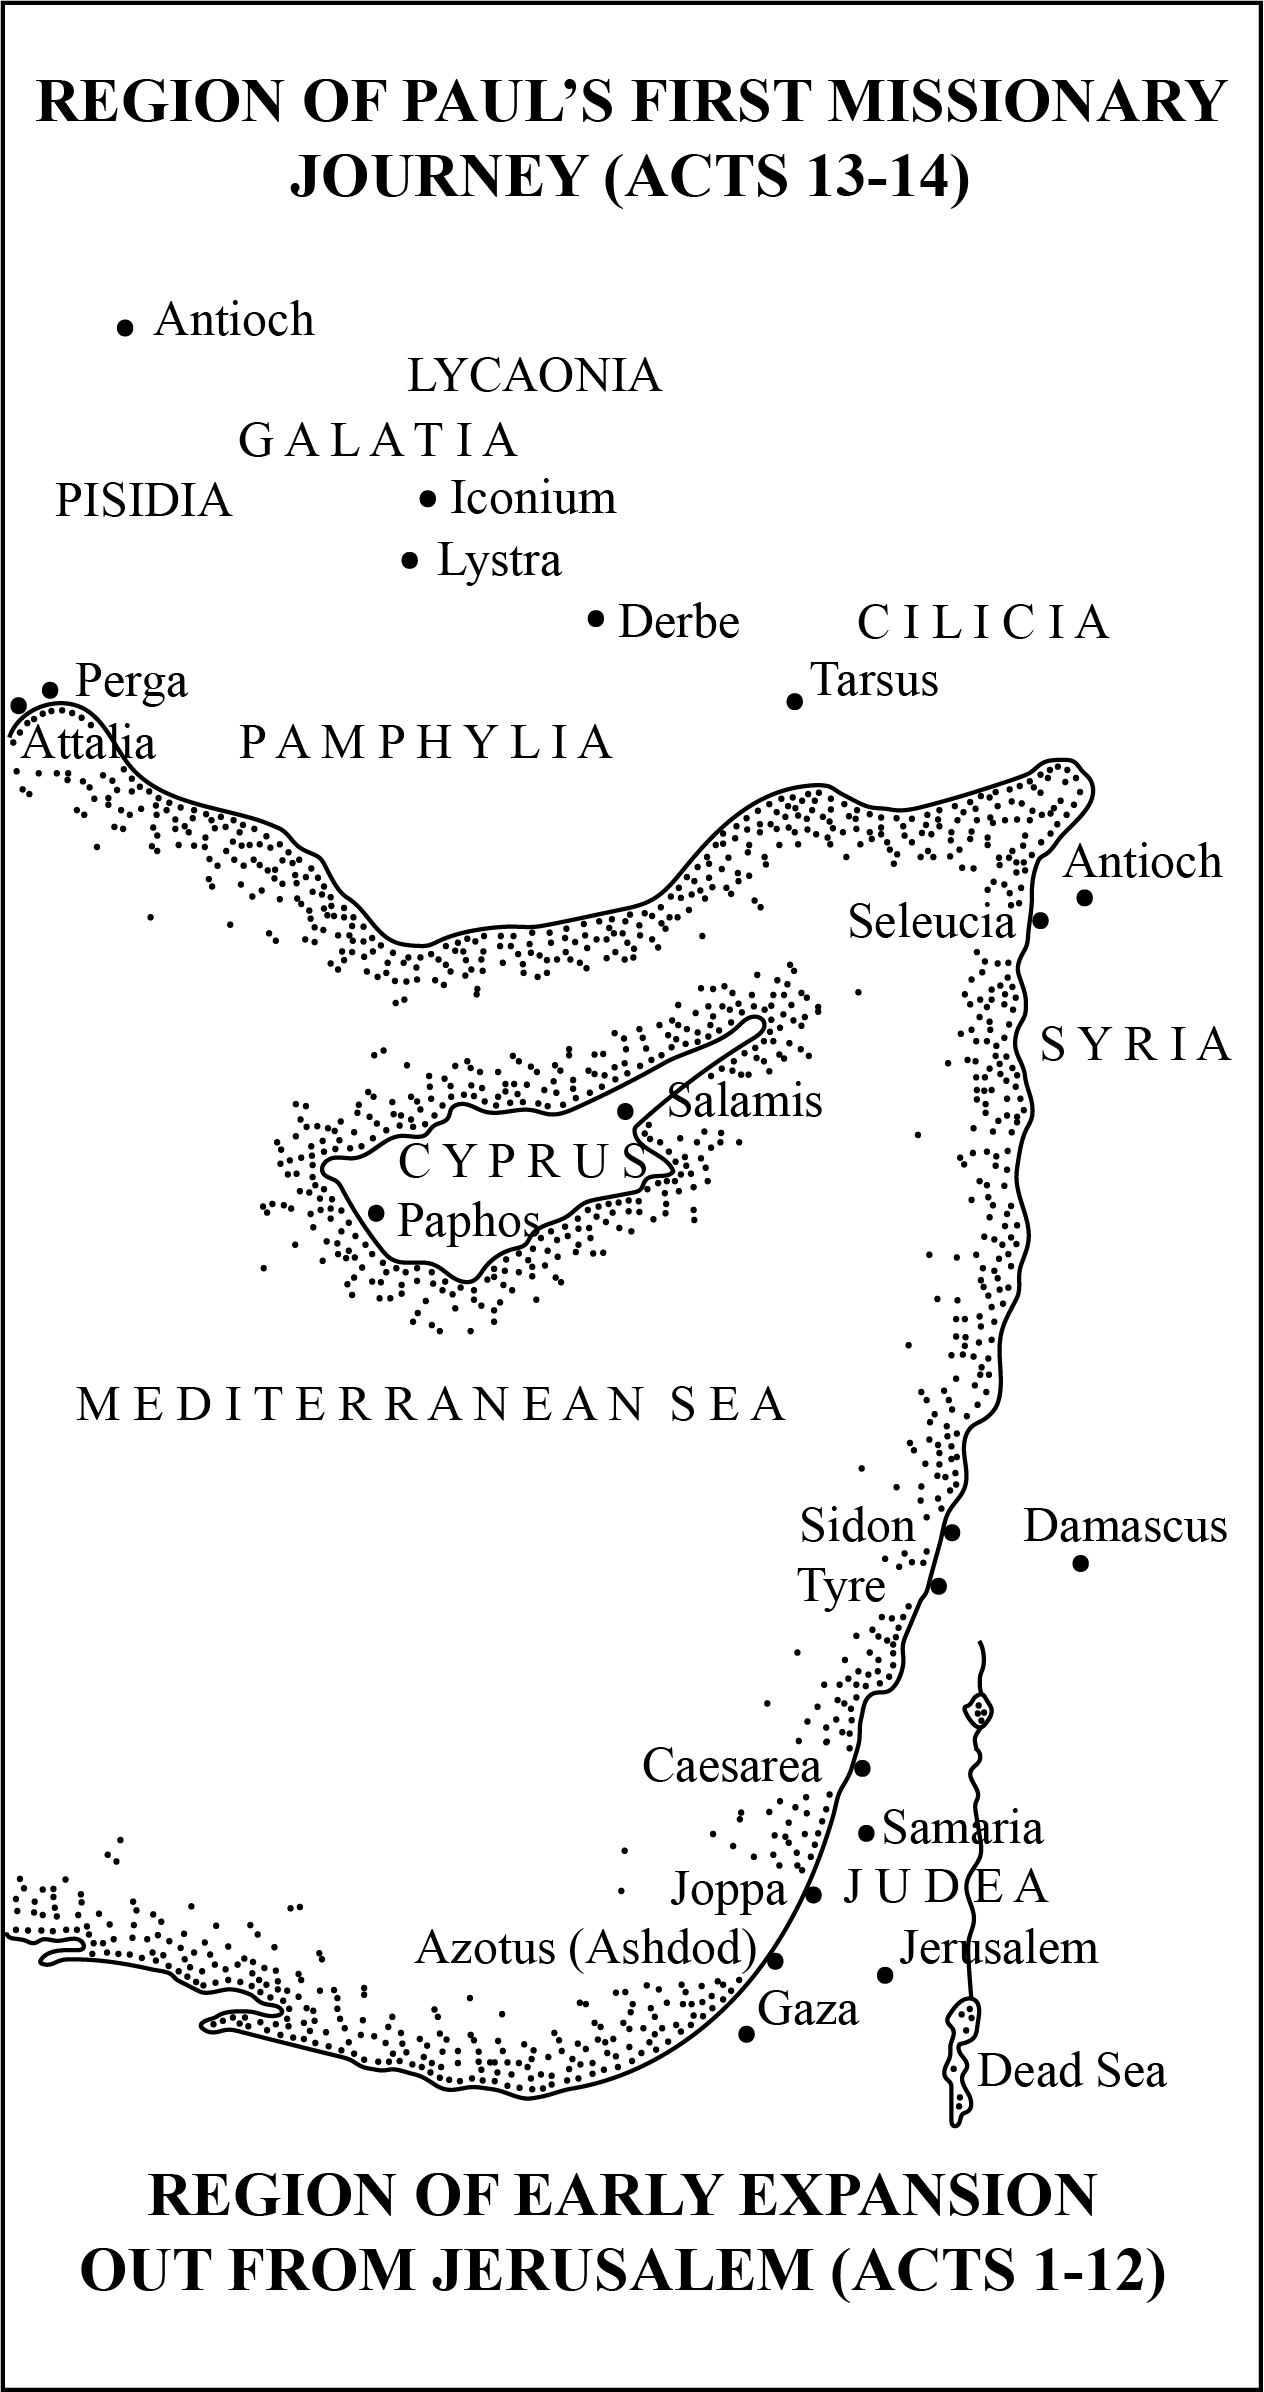 REGION OF PAUL’S FIRST MISSIONARY
JOURNEY (ACTS 13-14)
Antioch
LYCAONIA
GALATIA
PISIDIA
Iconium
Lystra
Derbe
CILICIA
Perga
Tarsus
Attalia
PAMPHYLIA
Antioch
Seleucia
SYRIA
Salamis
CYPRUS
Paphos
MEDITERRANEAN SEA
Sidon
Damascus
Tyre
Caesarea
Samaria
Joppa
JUDEA
Azotus (Ashdod)
Jerusalem
Gaza
Dead Sea
REGION OF EARLY EXPANSION
OUT FROM JERUSALEM (ACTS 1-12)